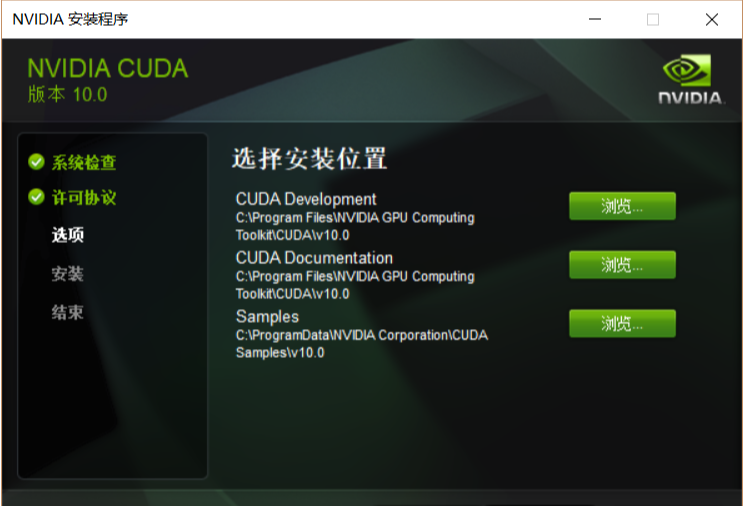 NVIDIA 安装程序
NVIDIA CUDA
版本 10.0
NVIDIA.
系统检查
许可协议
选项
安装
结束
选择安装位置
CUDA Development
C:\Program Files\NVIDIA GPU Computing
Toolkit\CUDA\v10.0
浏览...
CUDA Documentation
C:\Program Files\NVIDIA GPU Computing
Toolkit\CUDA\v10.0
浏览...
Samples
C:\ProgramData\NVIDIA Corporation\CUDA
Samples\v10.0
浏览...